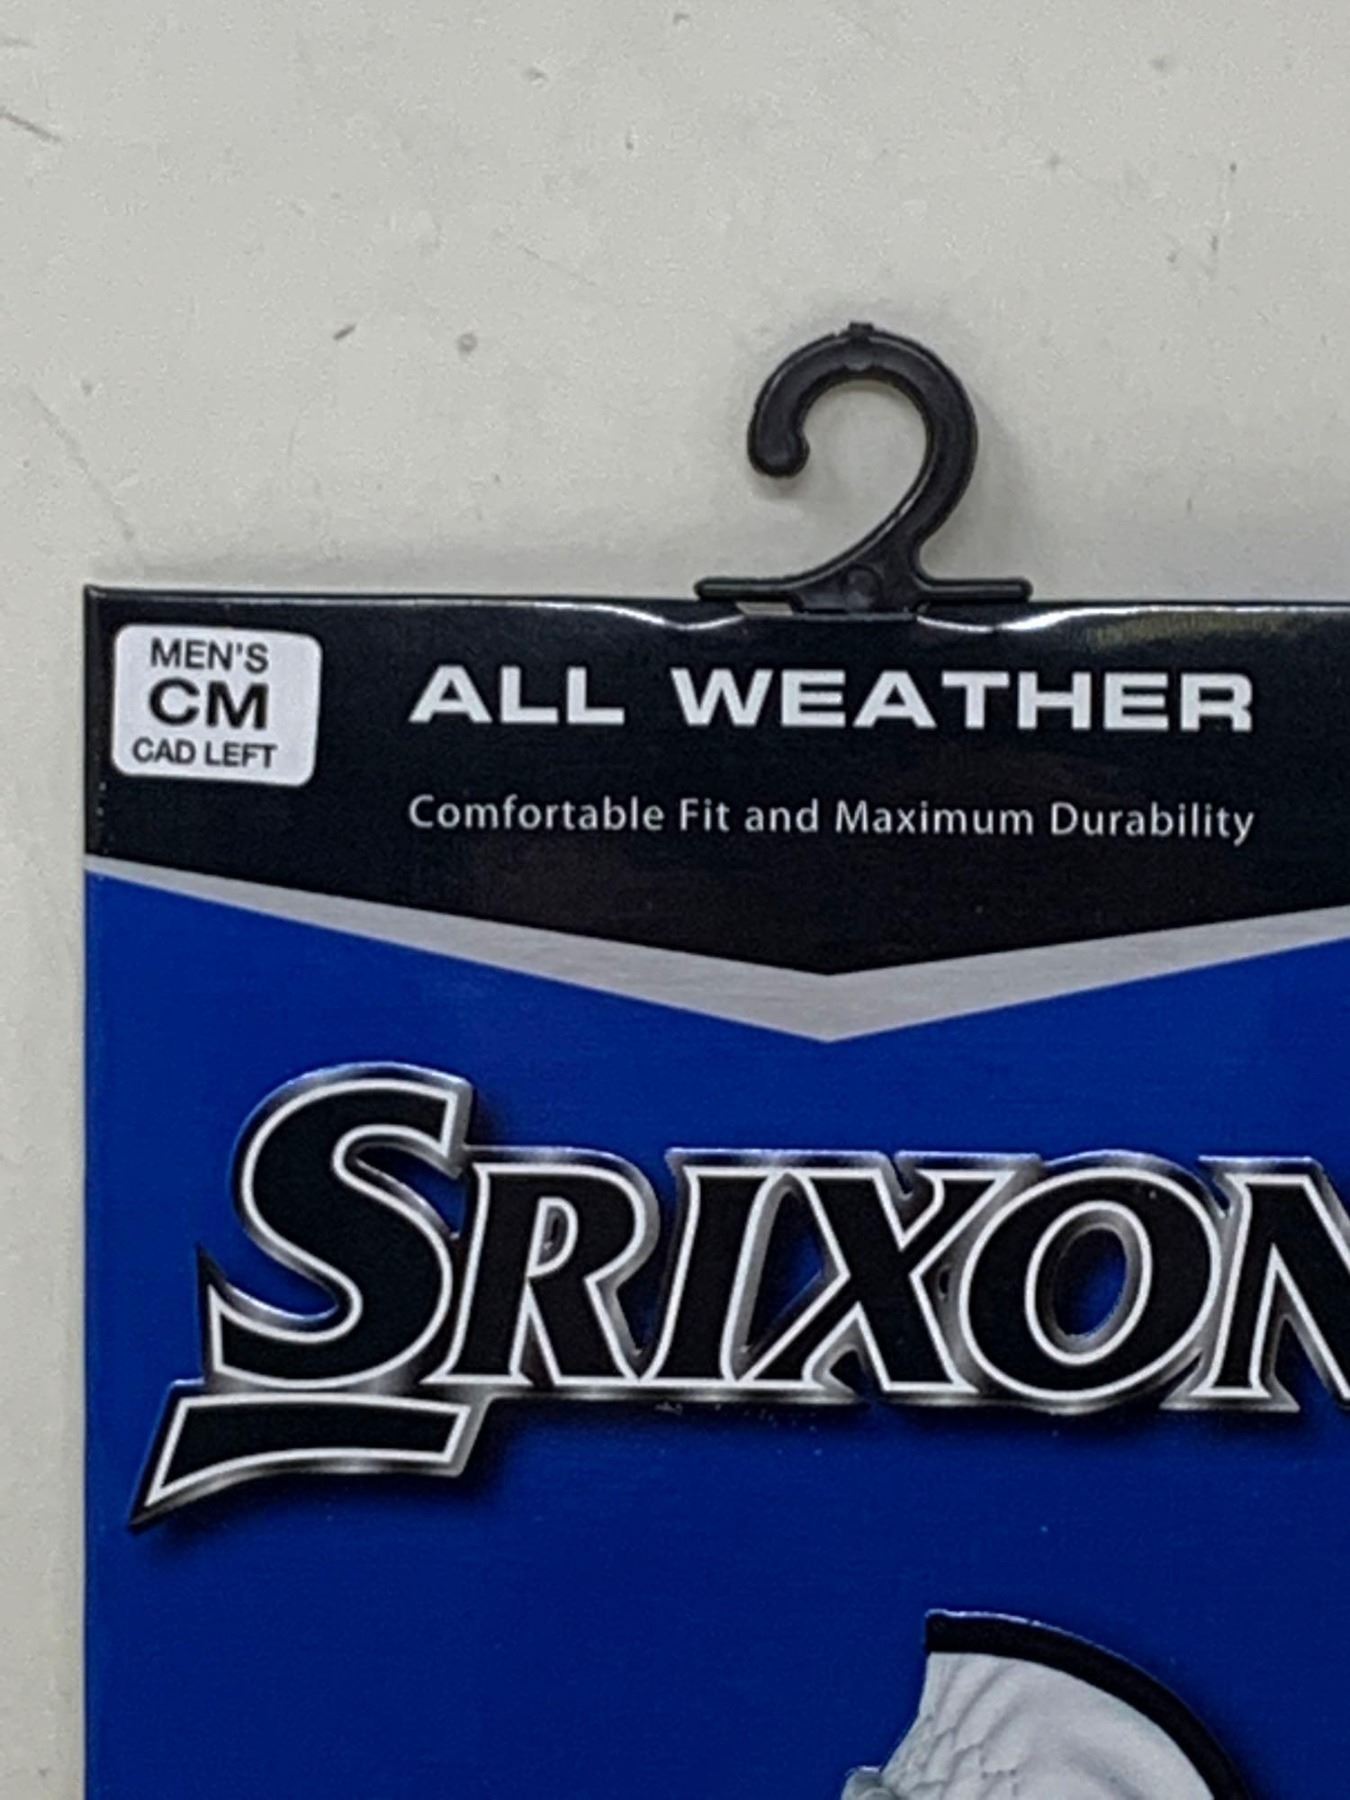 MEN'S
CM
CAD LEFT
ALL WEATHER
Comfortable Fit and Maximum Durability
SRIXON